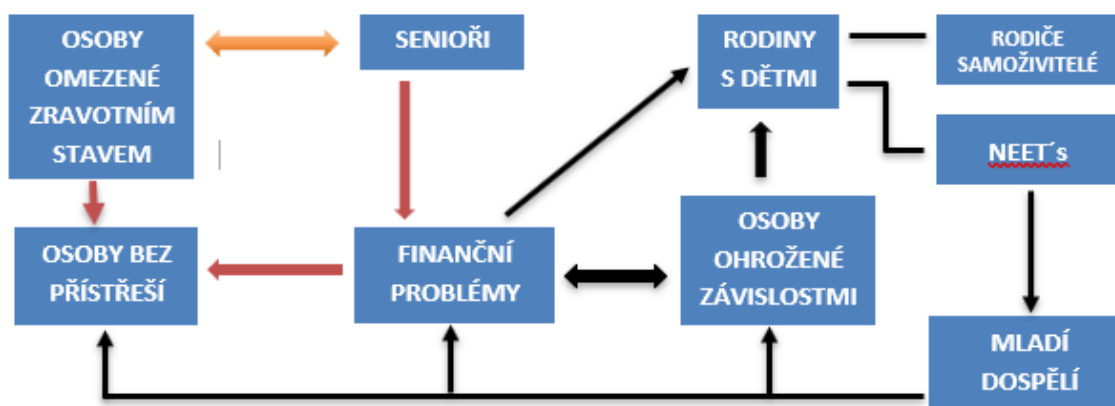 OSOBY
OMEZENÉ
ZRAVOTNÍM
STAVEM
SENIOŘI
RODINY
S DĚTMI
RODIČE
SAMOŽIVITELÉ
NEET´s
OSOBY BEZ
PŘÍSTŘEŠÍ
FINANČNÍ
PROBLÉMY
OSOBY
OHROŽENÉ
ZÁVISLOSTMI
MLADÍ
DOSPĚLÍ